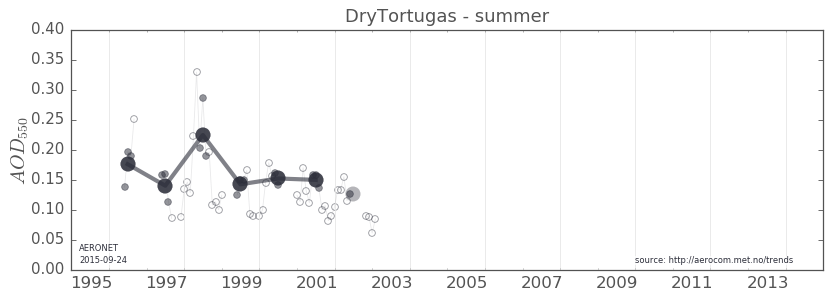 DryTortugas - summer
0.40
0.35
0.30
0.25
0.20
0.15
0.10
0.05
0.00
AOD550
AERONET
2015-09-24
source: http://aerocom.met.no/trends
1995 1997 1999 2001 2003 2005 2007 2009 2011 2013